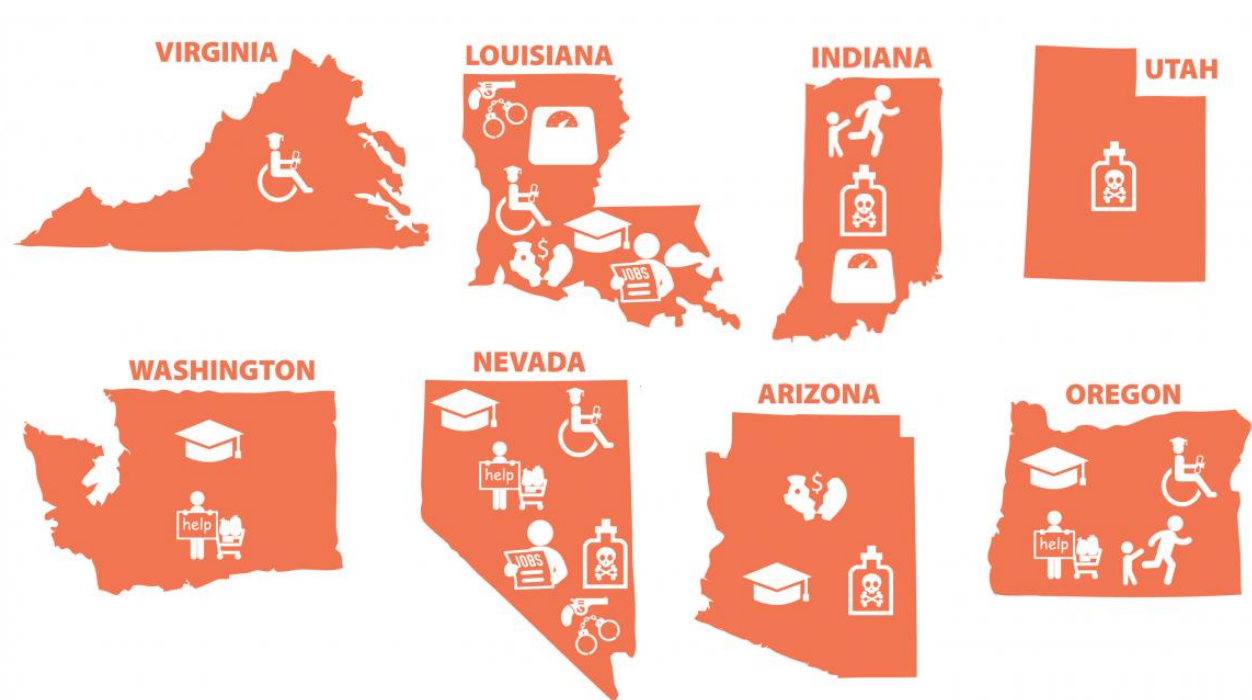 VIRGINIA
LOUISIANA
INDIANA
UTAH
$
JOBS
WASHINGTON
NEVADA
ARIZONA
OREGON
help
help
JOBS
$
help